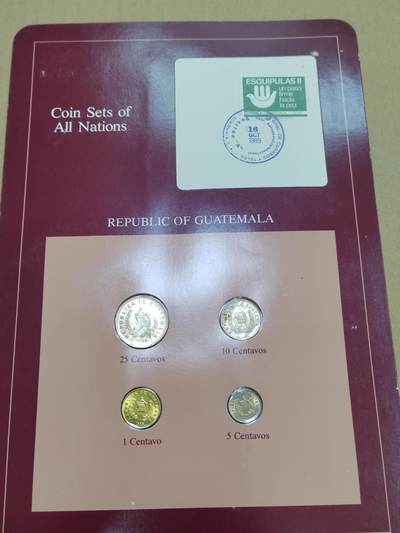 Coin Sets of
All Nations
ESQUIPULAS II
un paso
firme
hacia
la paz
16
OCT
1989
REPUBLIC OF GUATEMALA
25 Centavos
10 Centavos
1 Centavo
5 Centavos